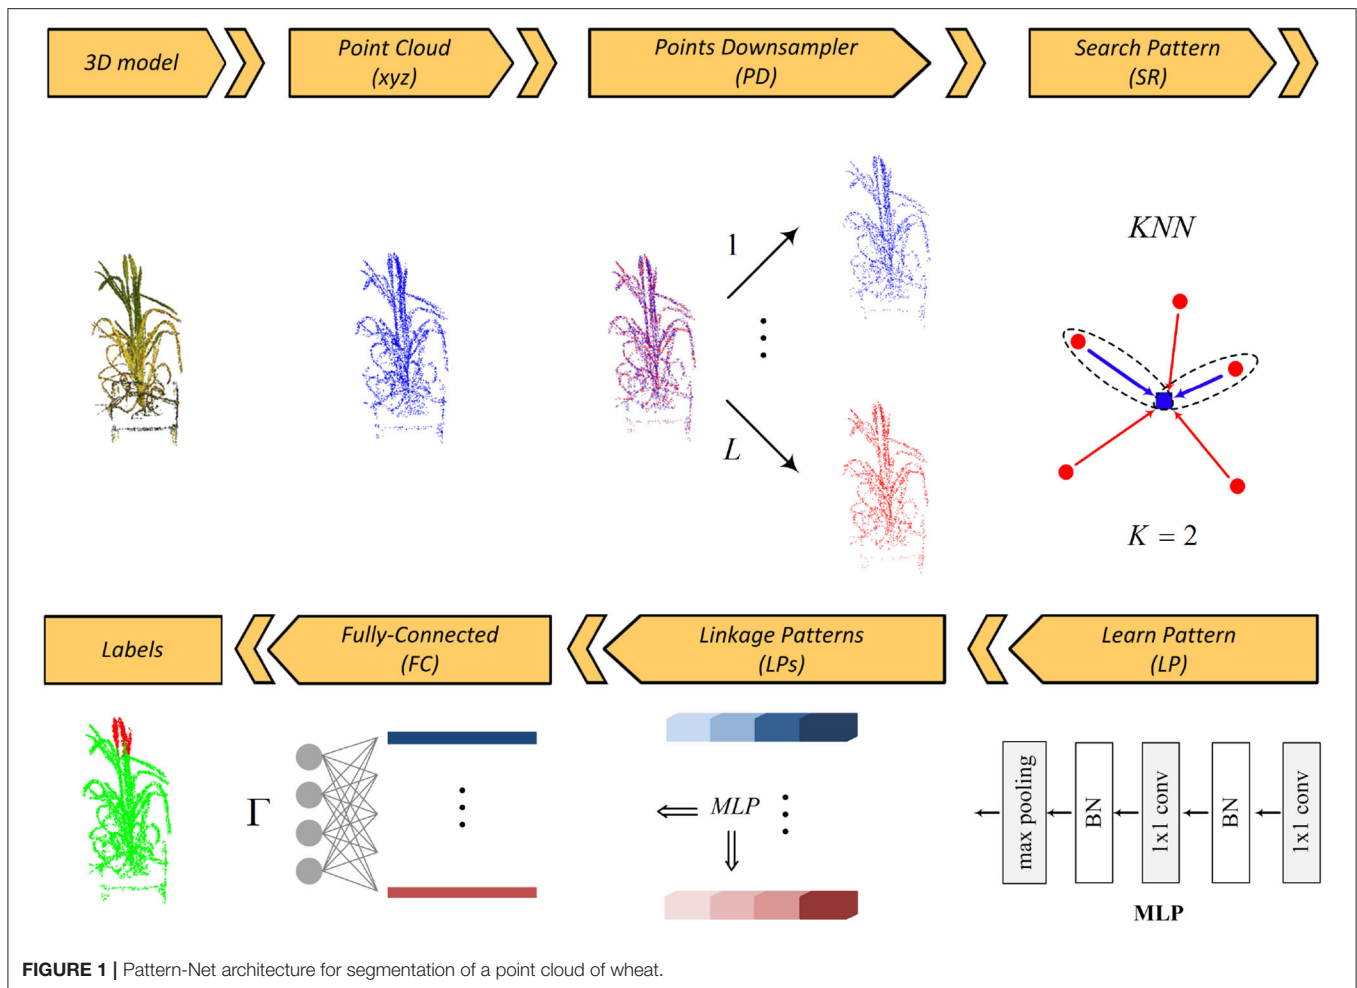 3D model
Point Cloud
(xyz)
Points Downsampler
(PD)
Search Pattern
(SR)
1
L
KNN
K = 2
Labels
Fully-Connected
(FC)
Linkage Patterns
(LPs)
Learn Pattern
(LP)
Γ
MLP
max pooling
BN
1x1 conv
BN
1x1 conv
MLP
FIGURE 1 | Pattern-Net architecture for segmentation of a point cloud of wheat.